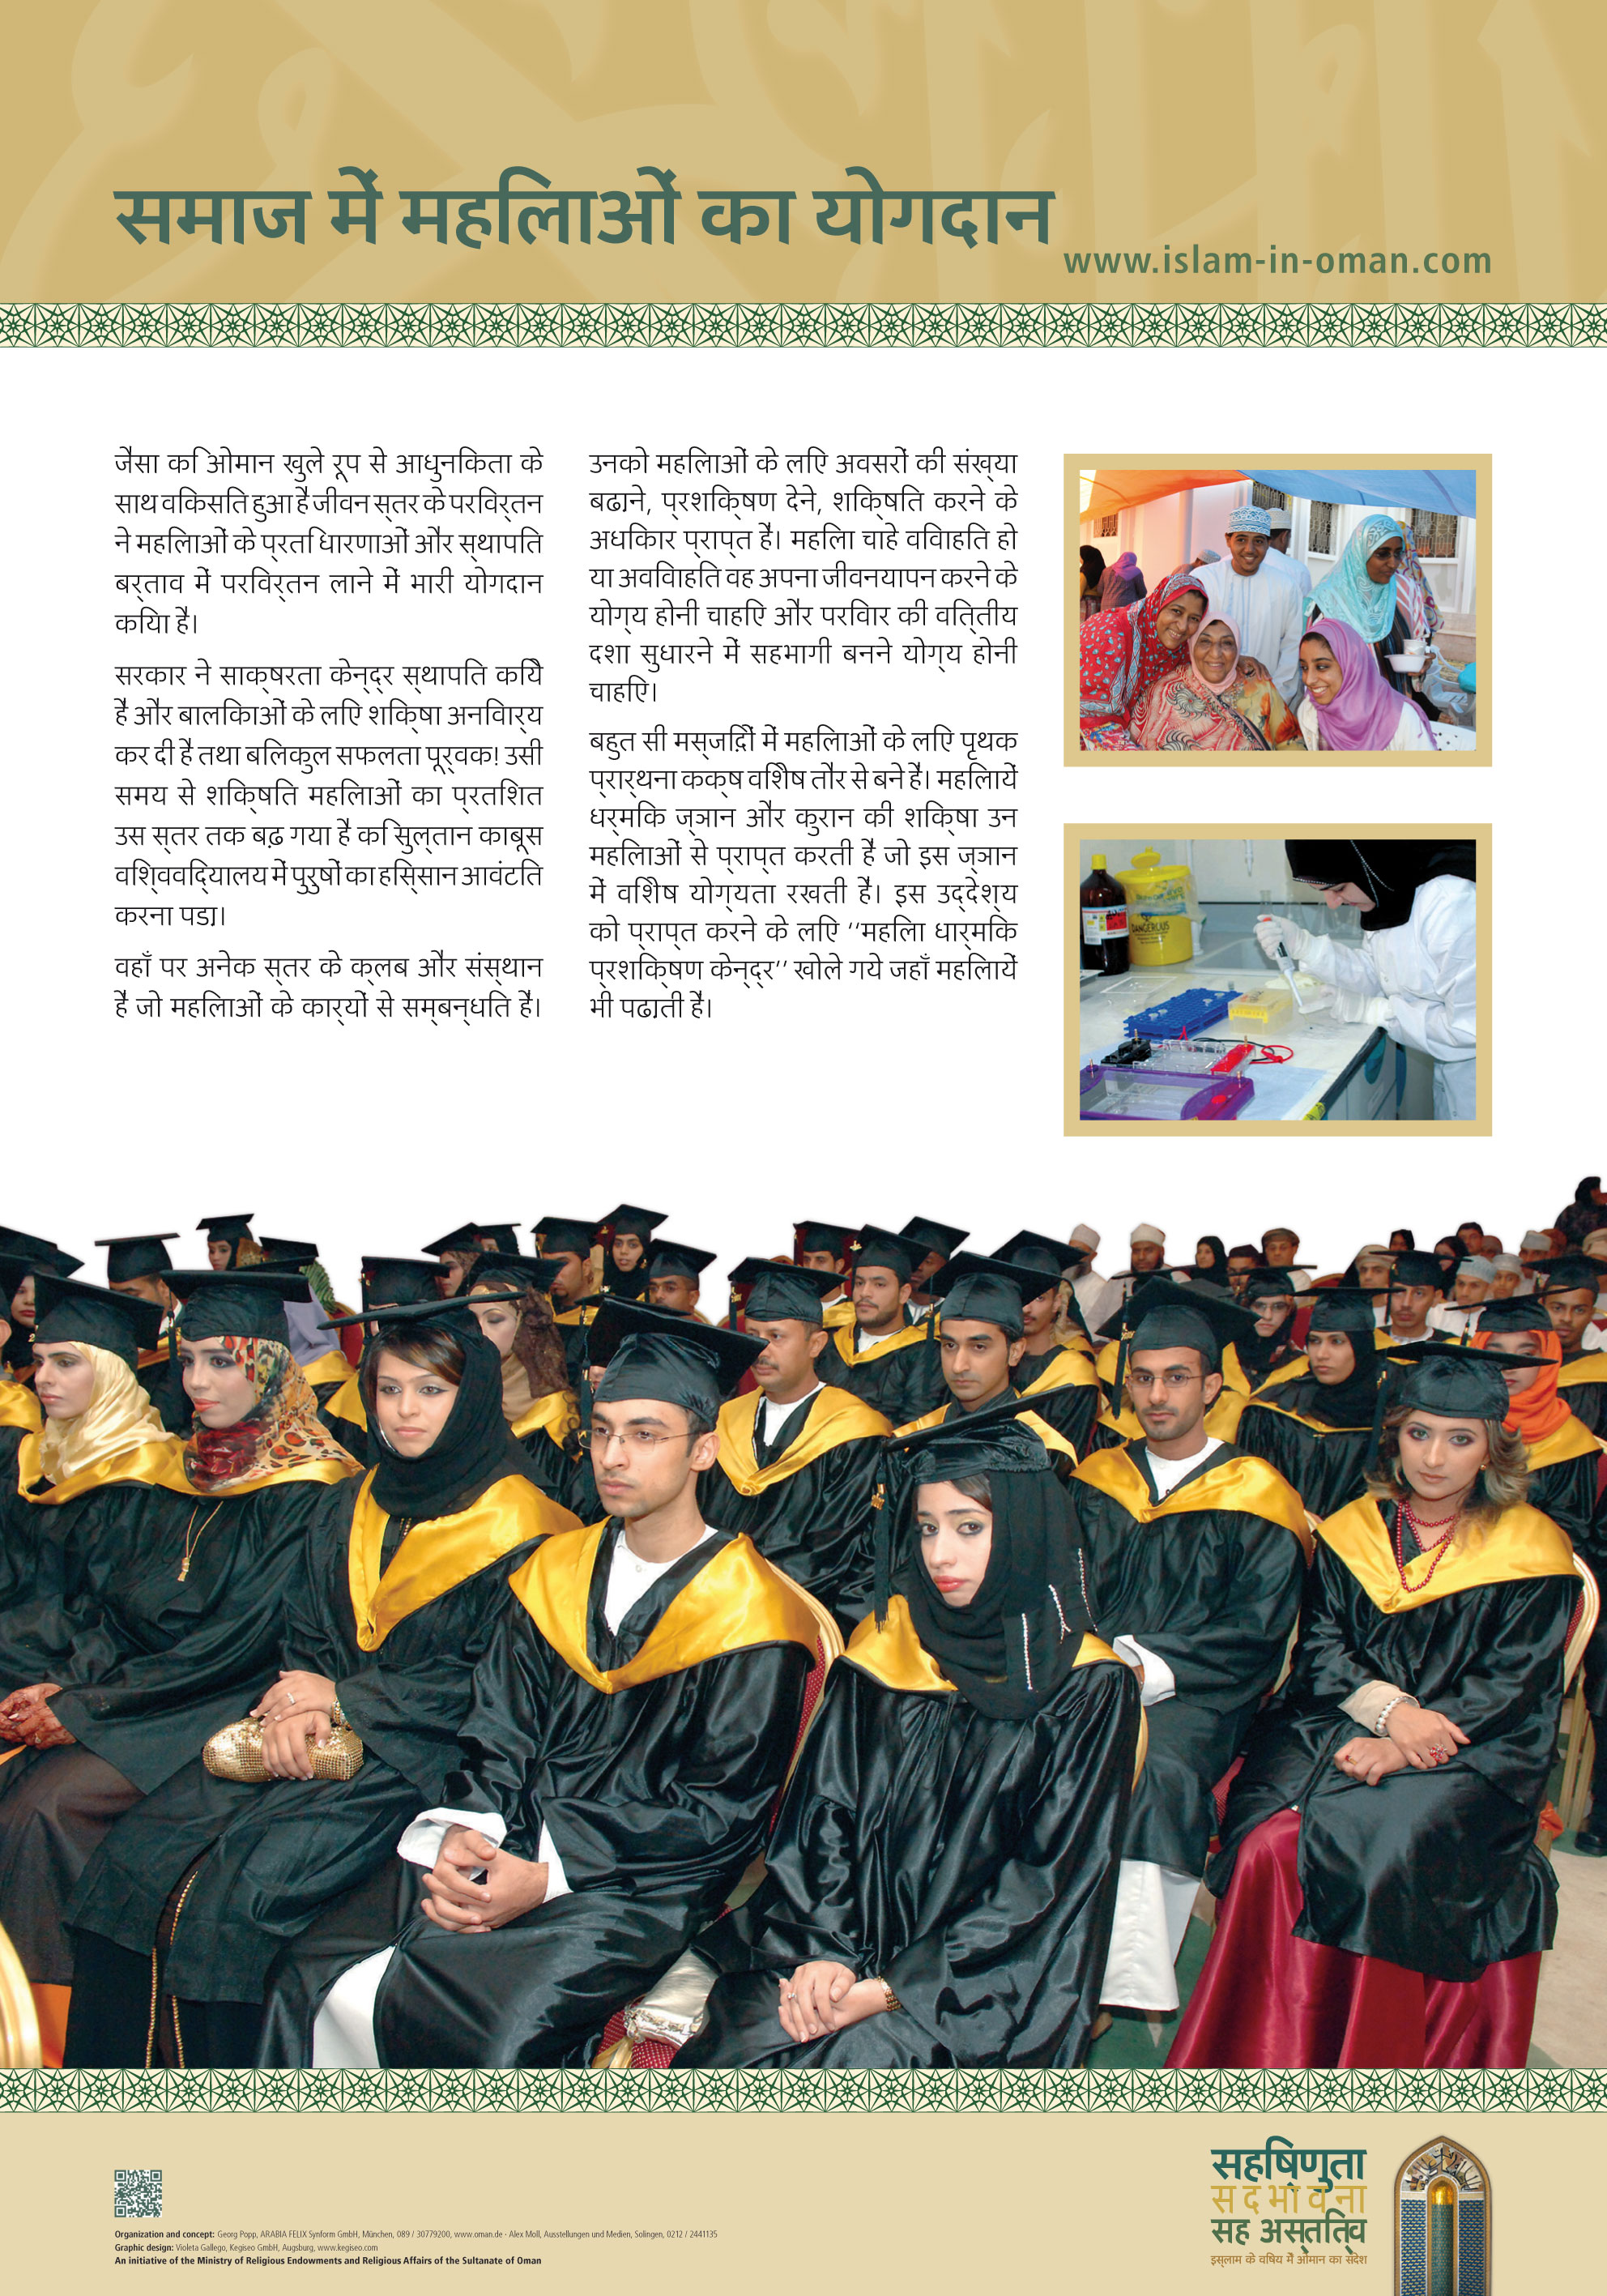 समाज में महिलाओं का योगदान
www.islam-in-oman.com
जैसा कि ओमान खुले रूप से आधुनिकता के
साथ विकसित हुआ है जीवन स्तर के परिवर्तन
ने महिलाओं के प्रति धारणाओं और स्थापित
बर्ताव में परिवर्तन लाने में भारी योगदान
किया है।
सरकार ने साक्षरता केन्द्र स्थापित किये
है और बालिकाओं के लिए शिक्षा अनिवार्य
कर दी है तथा बिलकुल सफलता पूर्वक! उसी
समय से शिक्षित महिलाओं का प्रतिशत
उस स्तर तक बढ़ गया है कि सुल्तान काबूस
विश्वविद्यालय में पुरुषों का हिस्सा न आवंटित
करना पडा़।
वहाँ पर अनेक स्तर के क्लब और संस्थान
है जो महिलाओं के कार्यों से सम्बन्धित है।
उनको महिलाओं के लिए अवसरों की संख्या
बढा़ने, प्रशिक्षण देने, शिक्षित करने के
अधिकार प्राप्त है। महिला चाहे विवाहित हो
या अविवाहित वह अपना जीवनयापन करने के
योग्य होनी चाहिए और परिवार की वित्तीय
दशा सुधारने में सहभागी बनने योग्य होनी
चाहिए।
बहुत सी मस्जिदों में महिलाओं के लिए पृथक
प्रार्थना कक्ष विशेष तौर से बने है। महिलायें
धर्मिक ज्ञान और कुरान की शिक्षा उन
महिलाओं से प्राप्त करती है जो इस ज्ञान
में विशेष योग्यता रखती है। इस उद्देश्य
को प्राप्त करने के लिए ‘‘महिला धार्मिक
प्रशिक्षण केन्द्र’’ खोले गये जहाँ महिलायें
भी पढा़ती है।
DANGEROUS
Organization and concept: Georg Popp, ARABIA FELIX Synform GmbH, München, 089 / 30779200, www.oman.de - Alex Moll, Ausstellungen und Medien, Solingen, 0212 / 2441135
Graphic design: Violeta Gallego, Kegiseo GmbH, Augsburg, www.kegiseo.com
An initiative of the Ministry of Religious Endowments and Religious Affairs of the Sultanate of Oman
सहिष्णुता
सदभावना
सह अस्तित्व
इस्लाम के विषय में ओमान का संदेश